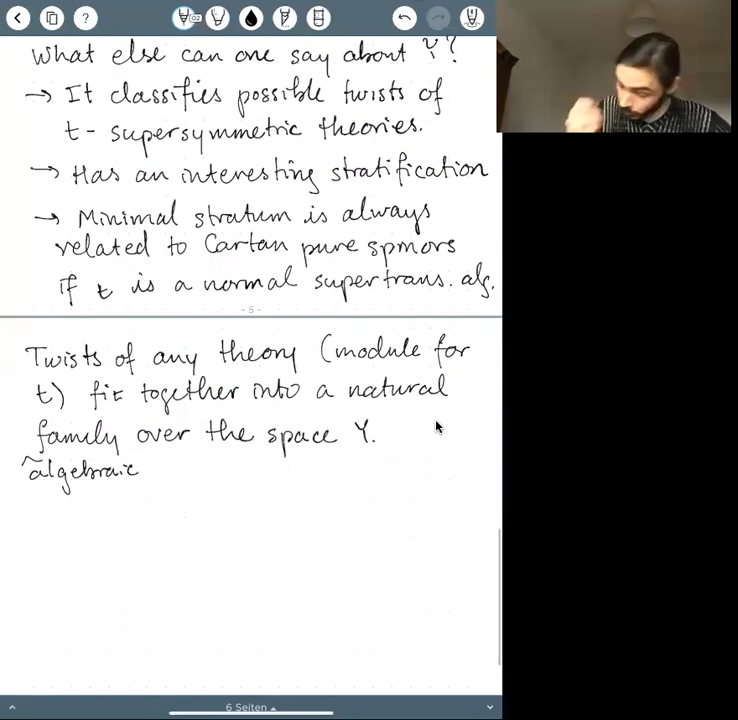 What else can one say about Y?
→ It classifies possible twists of
t - supersymmetric theories.
→ Has an interesting stratification
→ Minimal stratum is always
related to Cartan pure spinors
if t is a normal supertrans. alg.
- 5 -
Twists of any theory (module for
t) fit together into a natural
family over the space Y.
algebraic
6 Seiten